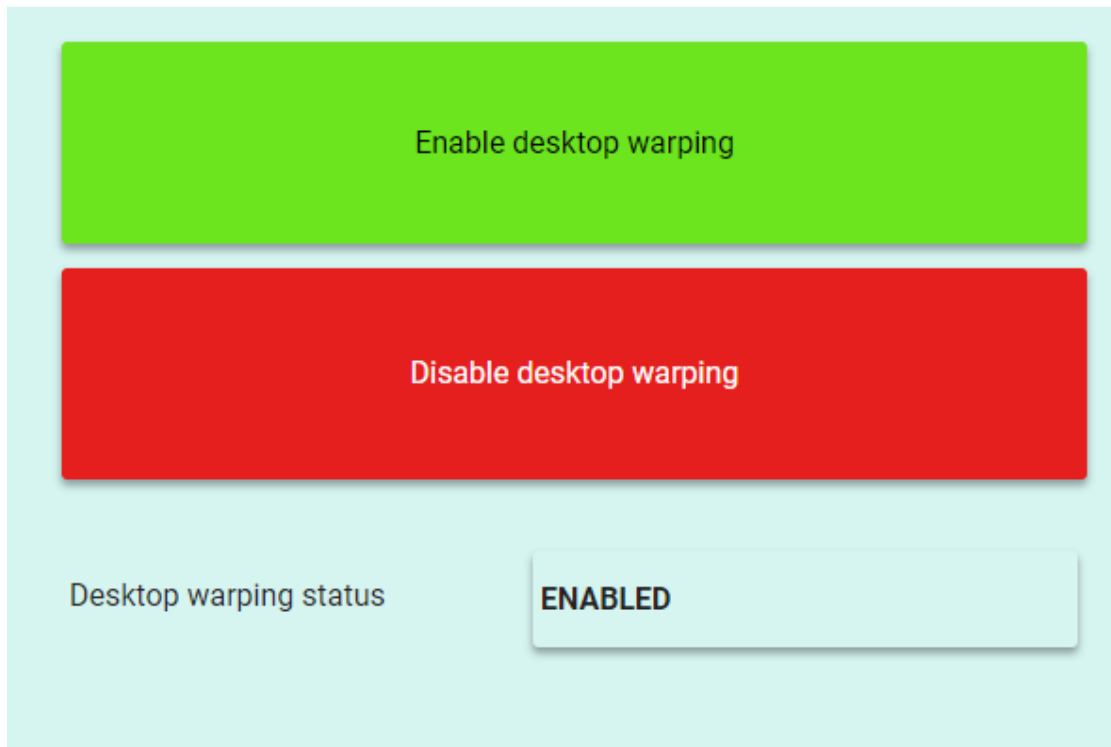 Enable desktop warping
Disable desktop warping
Desktop warping status
ENABLED